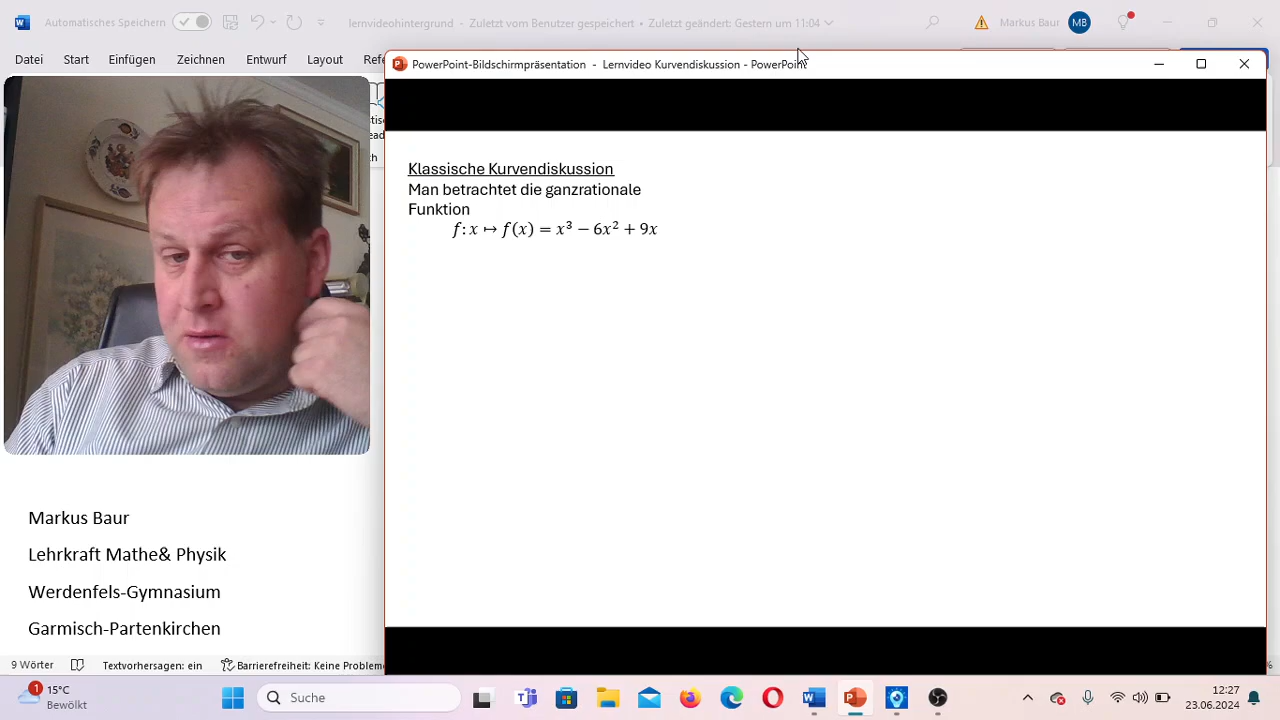 Automatisches Speichern
lernvideohintergrund - Zuletzt vom Benutzer gespeichert • Zuletzt geändert: Gestern um 11:04
Markus Baur
MB
Datei Start Einfügen Zeichnen Entwurf Layout Refe
PowerPoint-Bildschirmpräsentation - Lernvideo Kurvendiskussion - PowerPoint
Klassische Kurvendiskussion
Man betrachtet die ganzrationale
Funktion
f: x ↦ f(x) = x³ − 6x² + 9x
Markus Baur
Lehrkraft Mathe& Physik
Werdenfels-Gymnasium
Garmisch-Partenkirchen
9 Wörter Textvorhersagen: ein Barrierefreiheit: Keine Probleme
1
15°C
Bewölkt
Suche
12:27
23.06.2024